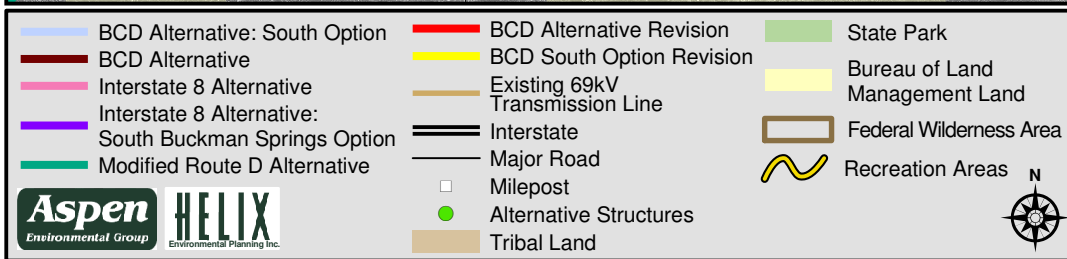 BCD Alternative: South Option
BCD Alternative
Interstate 8 Alternative
Interstate 8 Alternative:
South Buckman Springs Option
Modified Route D Alternative
Aspen
Environmental Group
HELIX
Environmental Planning Inc.
BCD Alternative Revision
BCD South Option Revision
Existing 69kV
Transmission Line
Interstate
Major Road
Milepost
Alternative Structures
Tribal Land
State Park
Bureau of Land
Management Land
Federal Wilderness Area
Recreation Areas
N